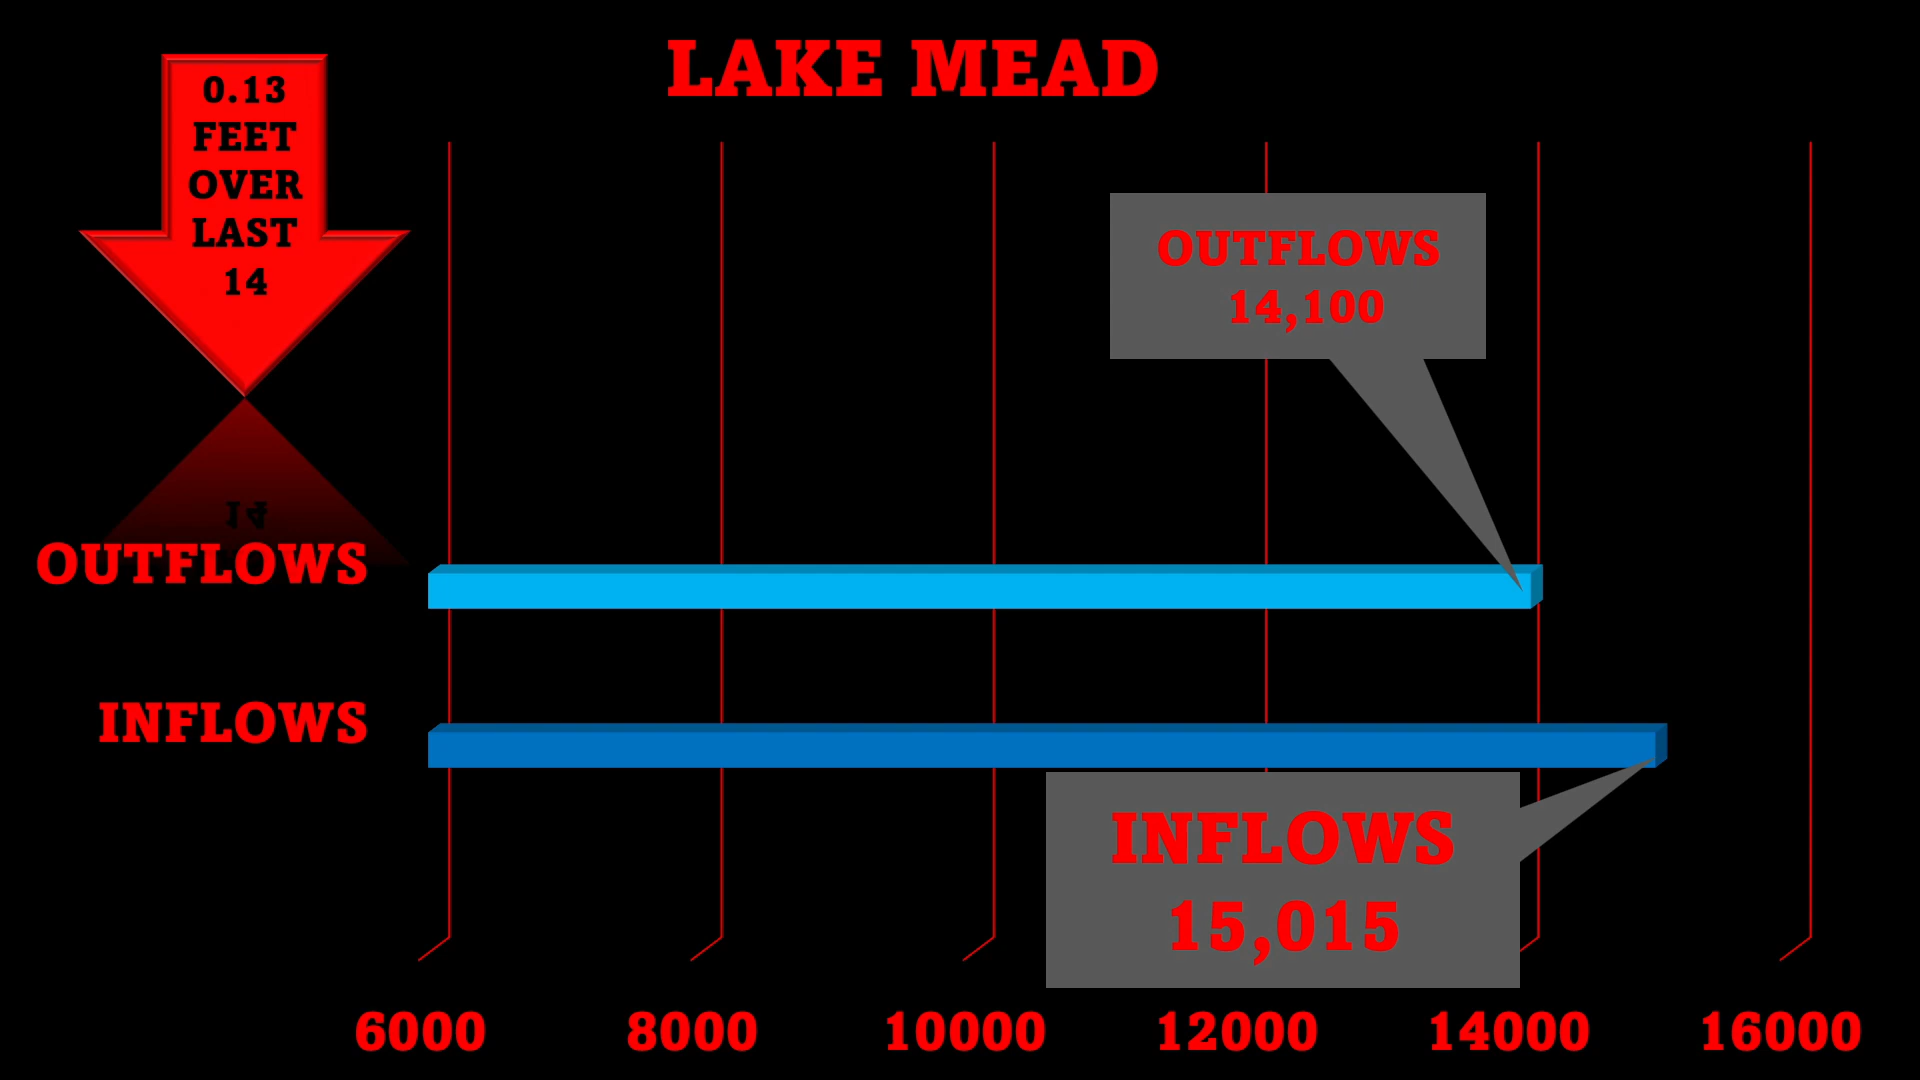 LAKE MEAD
0.13
FEET
OVER
LAST
14
OUTFLOWS
14,100
14
OUTFLOWS
INFLOWS
INFLOWS
15,015
6000 8000 10000 12000 14000 16000